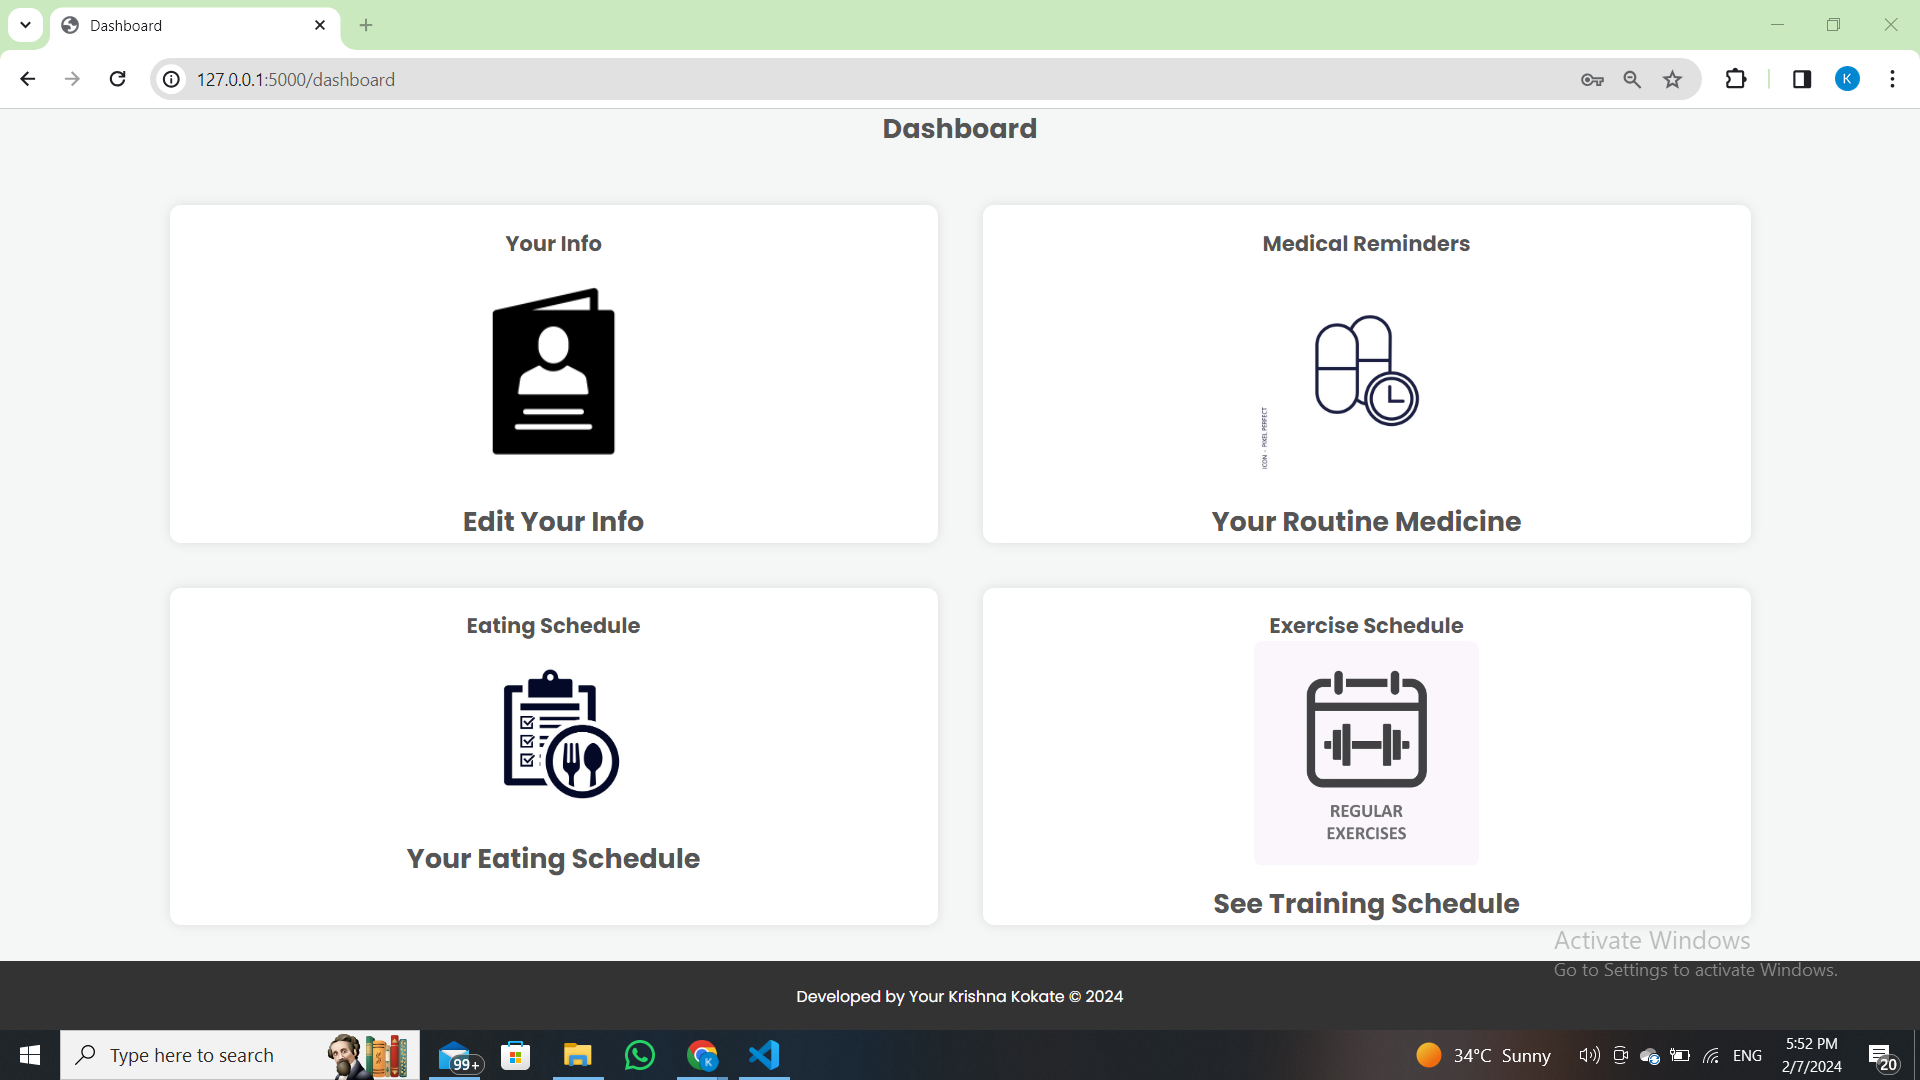 Dashboard
127.0.0.1:5000/dashboard
K
Dashboard
Your Info
Edit Your Info
Medical Reminders
ICON - PIXEL PERFECT
Your Routine Medicine
Eating Schedule
Your Eating Schedule
Exercise Schedule
REGULAR
EXERCISES
See Training Schedule
Activate Windows
Go to Settings to activate Windows.
Developed by Your Krishna Kokate © 2024
Type here to search
99+
K
34°C Sunny
ENG
5:52 PM
2/7/2024
20